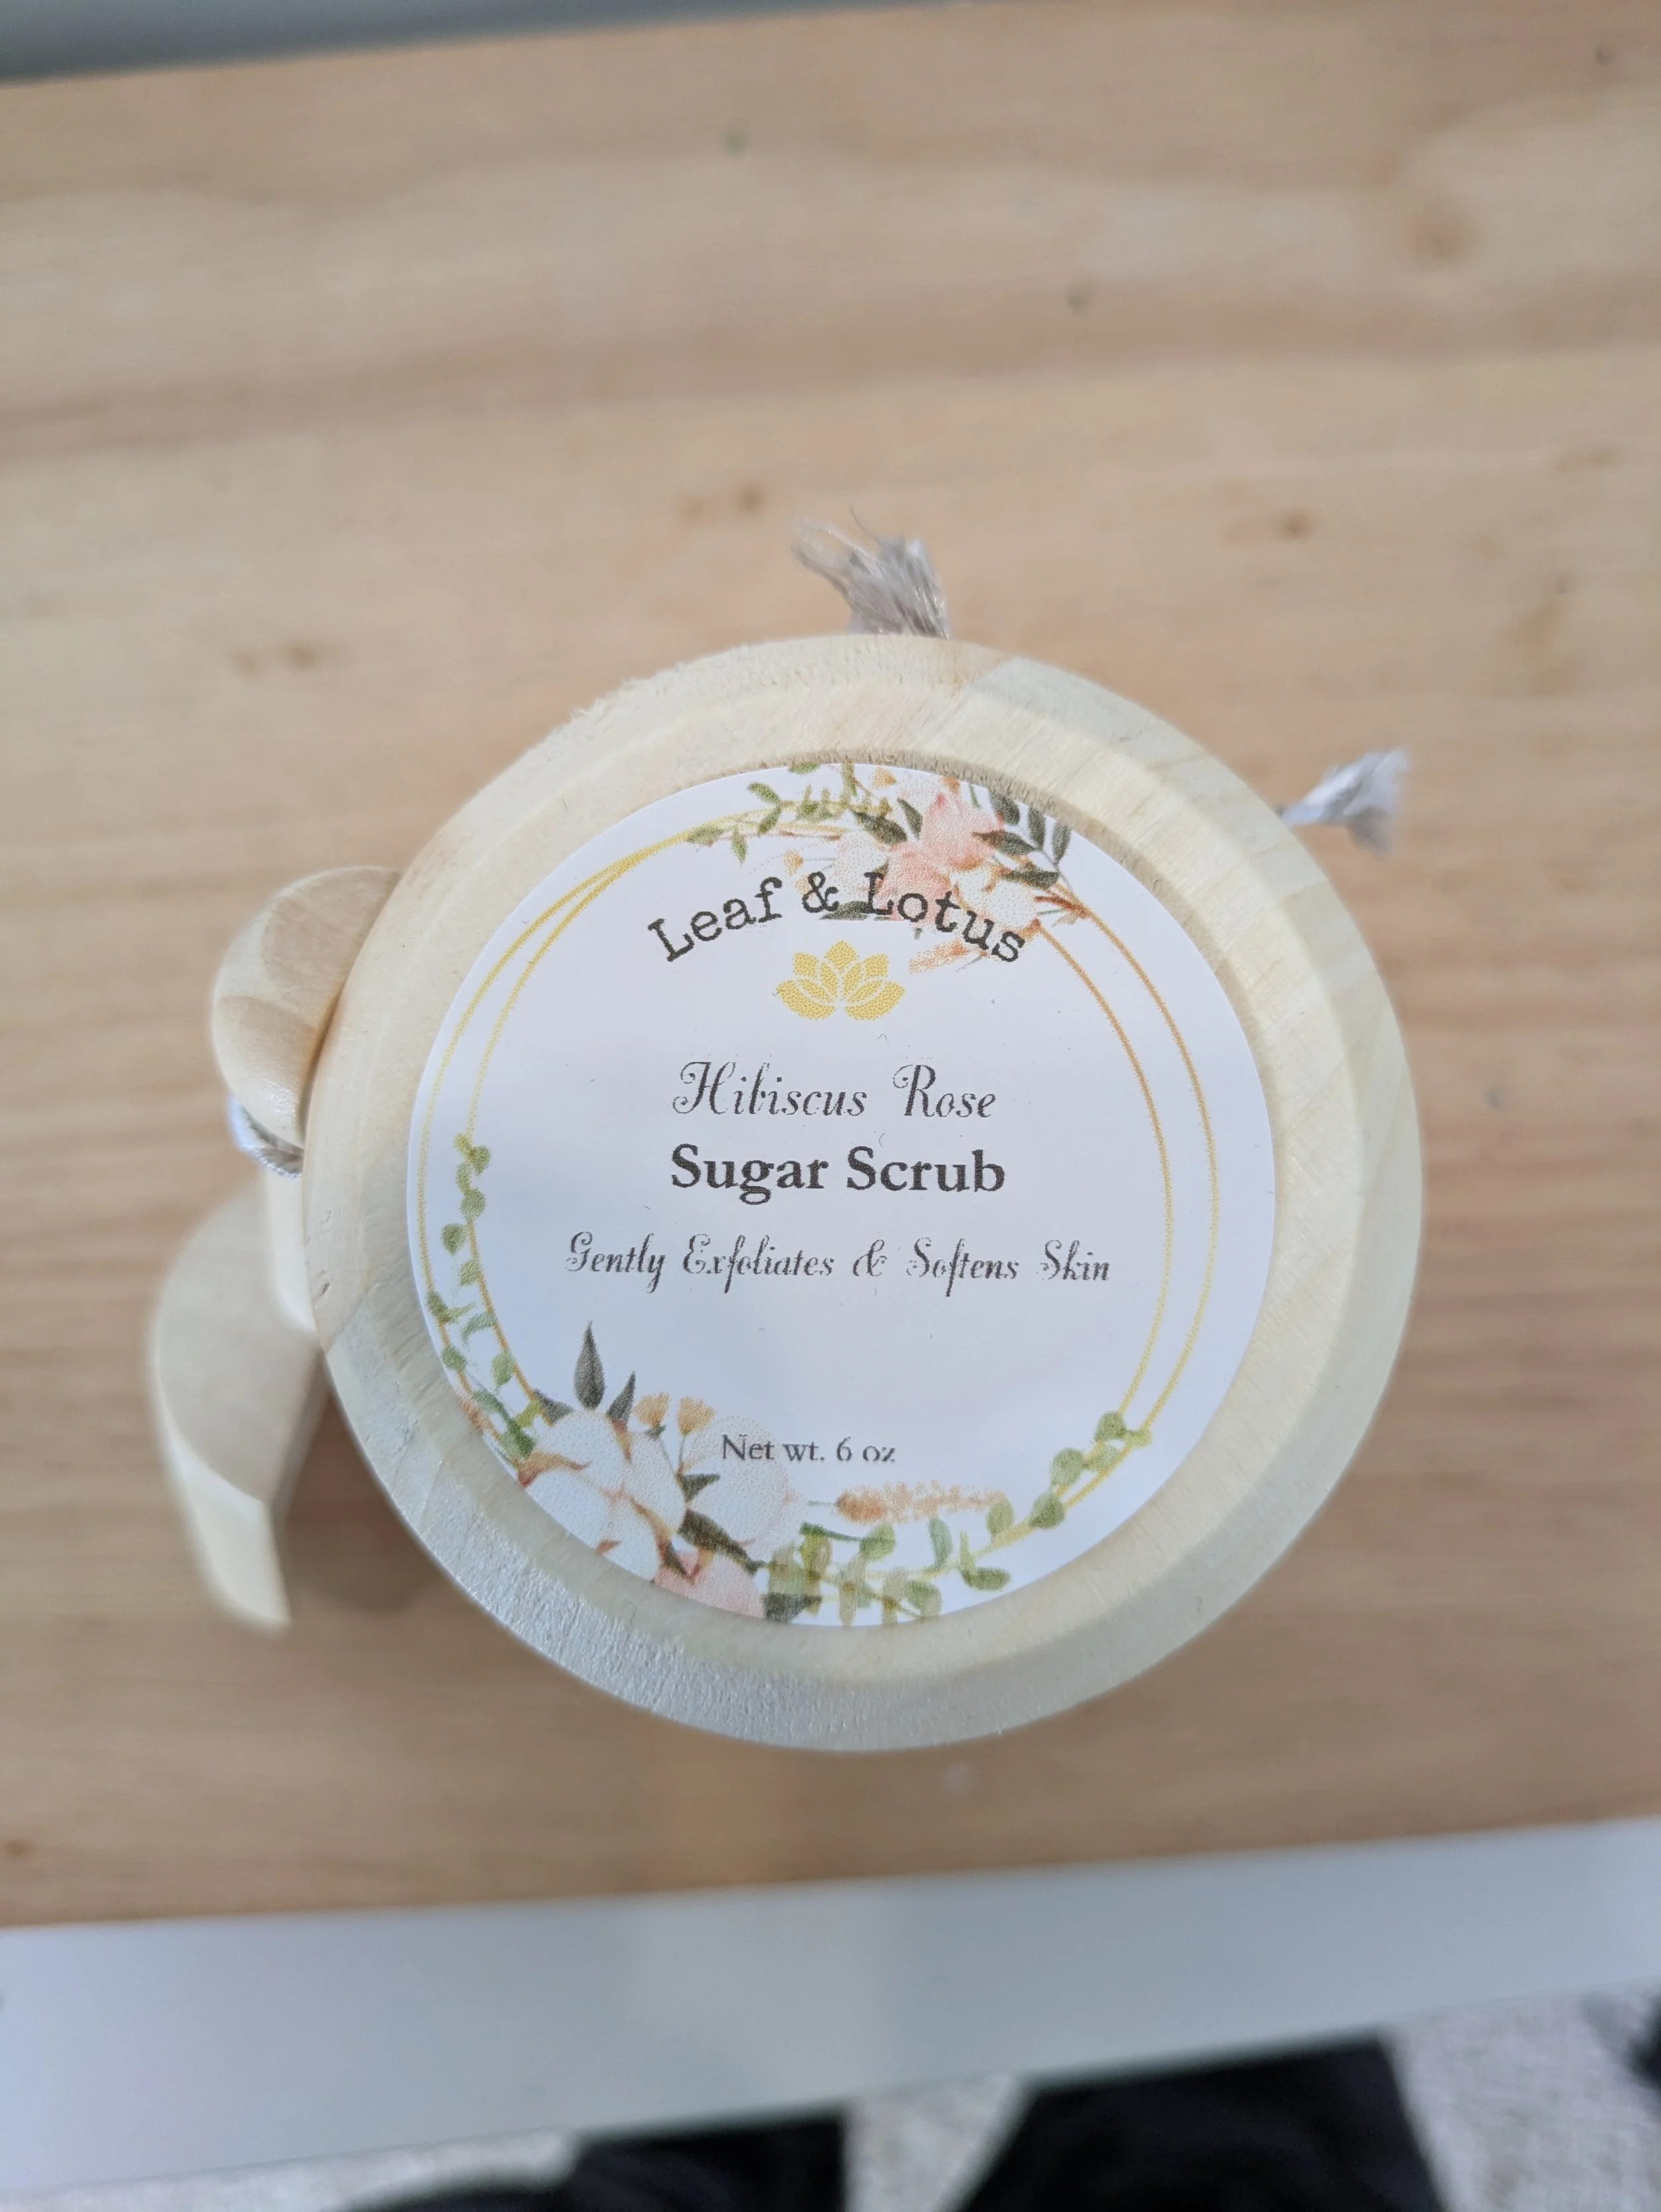 Leaf & Lotus
Hibiscus Rose
Sugar Scrub
Gently Exfoliates & Softens Skin
Net wt. 6 oz